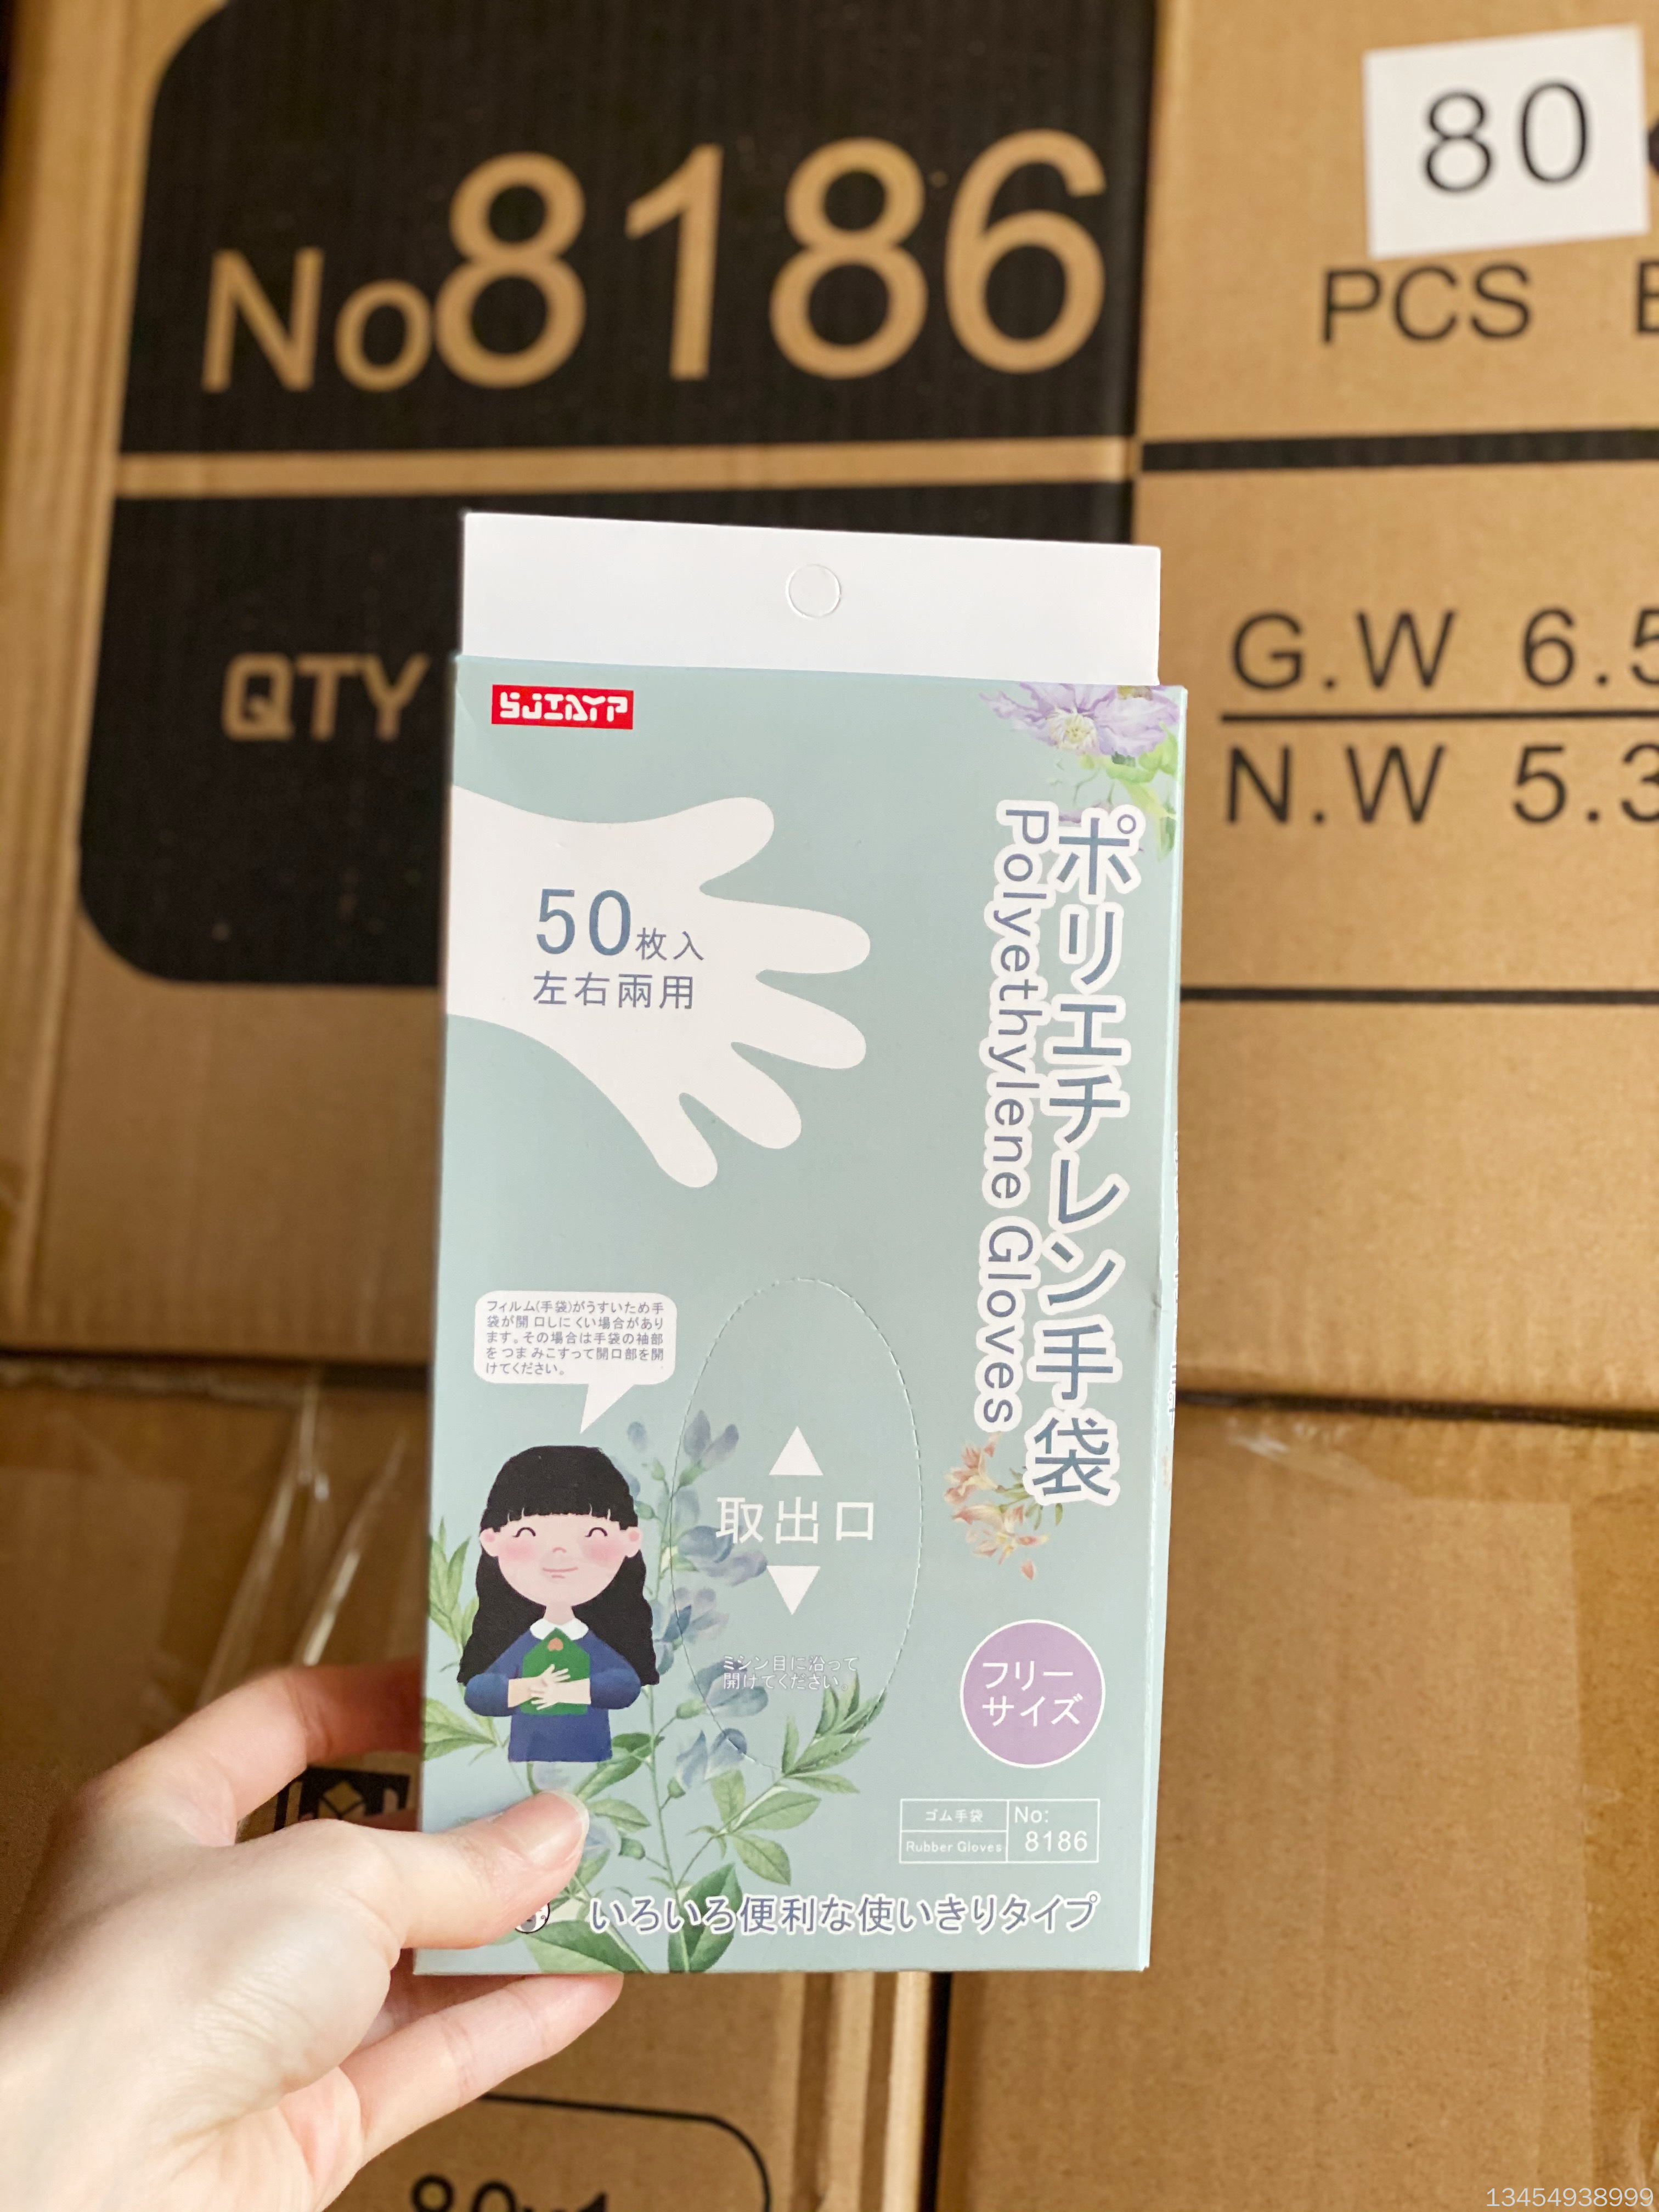 No8186
80
PCS
QTY
G.W 6.5
N.W 5.3
SJIAYP
50枚入
左右兩用
ポリエチレン手袋
Polyethylene Gloves
フィルム(手袋)がうすいため手
袋が開口しにくい場合があり
ます。その場合は手袋の袖部
をつまみこすって開口部を開
けてください。
取出口
ミシン目に沿って
開けてください
フリー
サイズ
ゴム手袋
Rubber Gloves
No:
8186
いろいろ便利な使いきりタイプ
13454938999